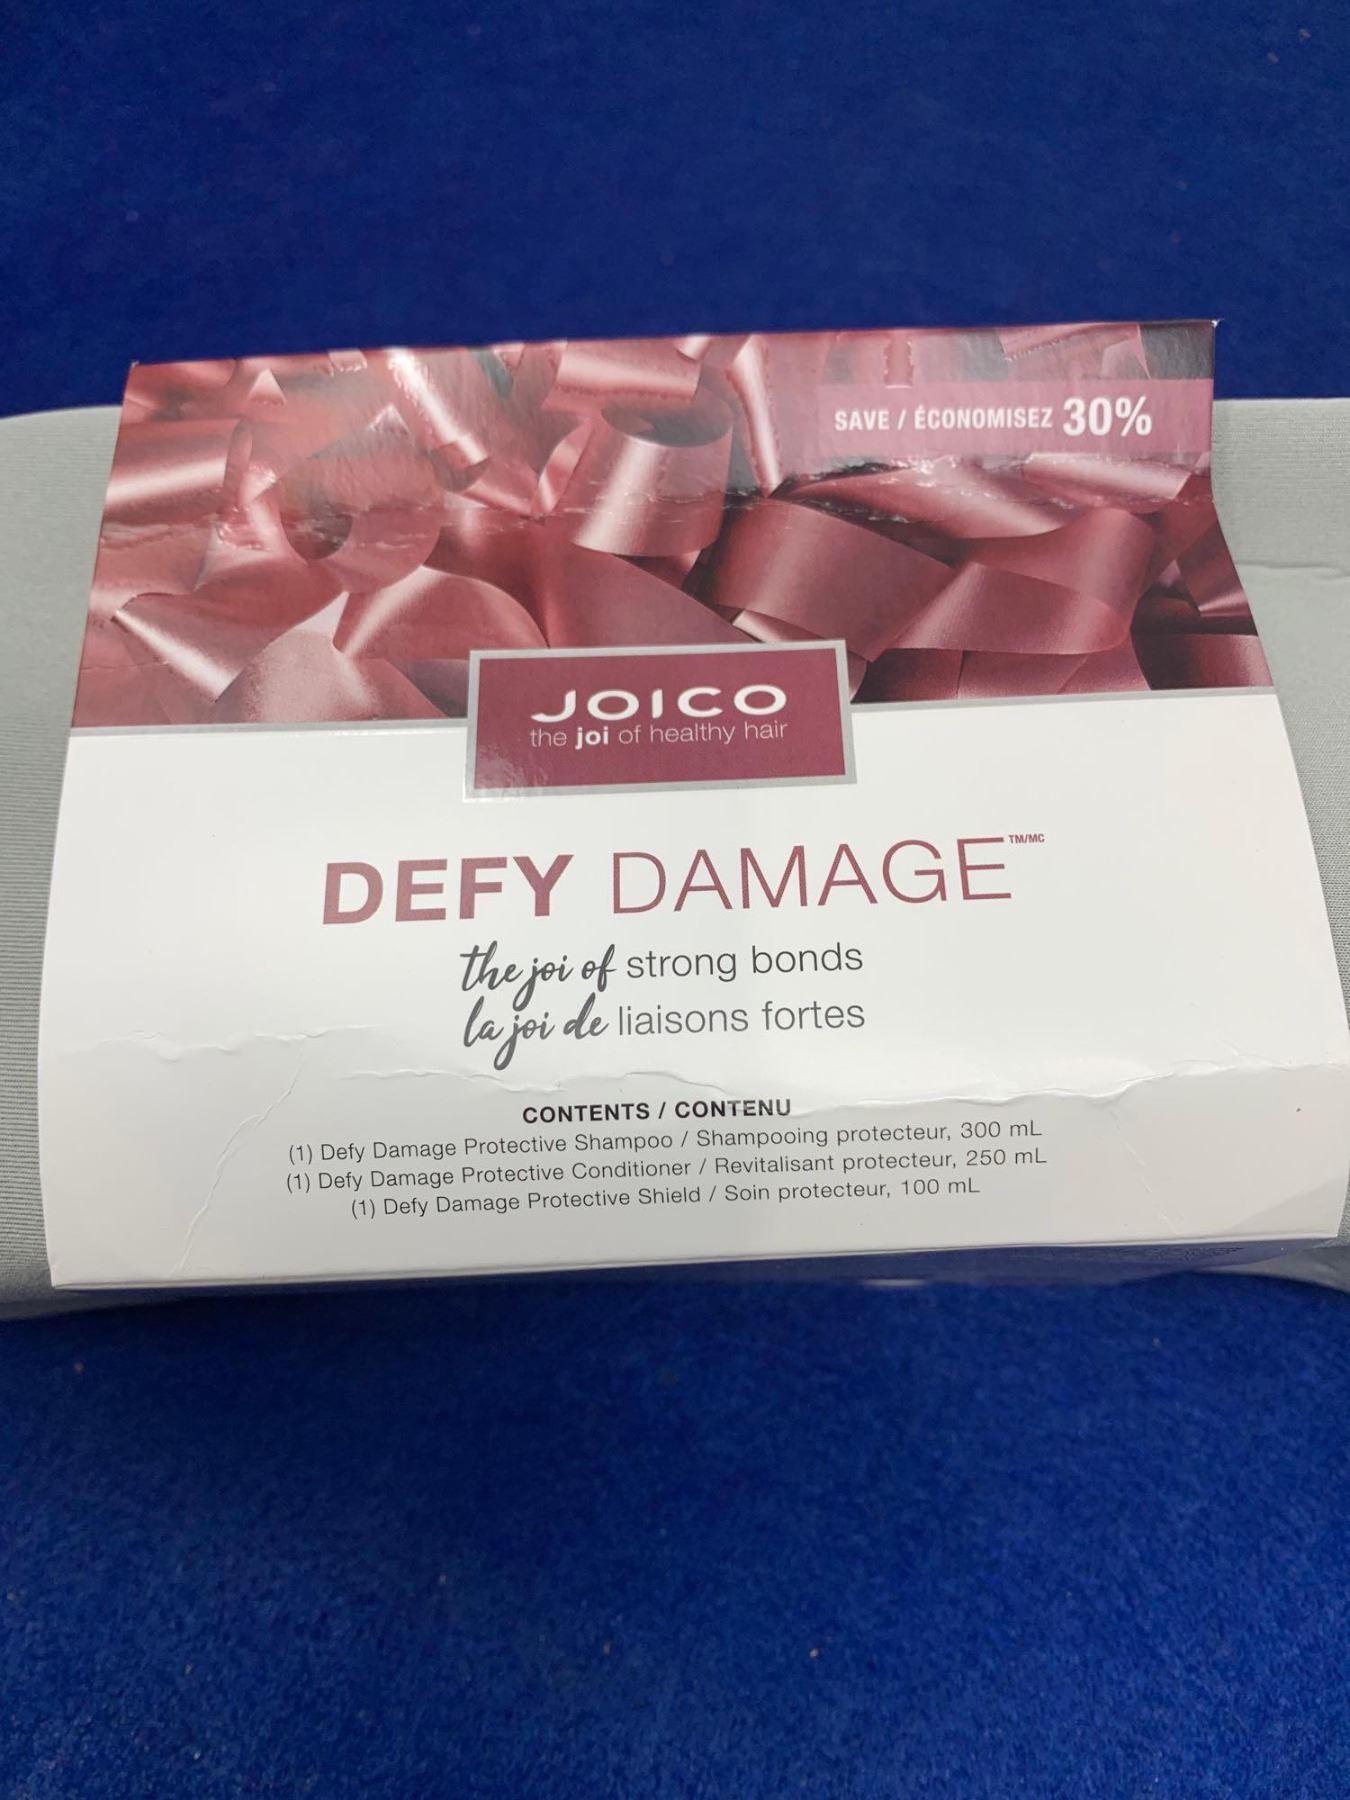 SAVE / ÉCONOMISEZ 30%
JOICO
the joi of healthy hair
DEFY DAMAGE™/MC
the joi of strong bonds
la joi de liaisons fortes
CONTENTS / CONTENU
(1) Defy Damage Protective Shampoo / Shampooing protecteur, 300 mL
(1) Defy Damage Protective Conditioner / Revitalisant protecteur, 250 mL
(1) Defy Damage Protective Shield / Soin protecteur, 100 mL